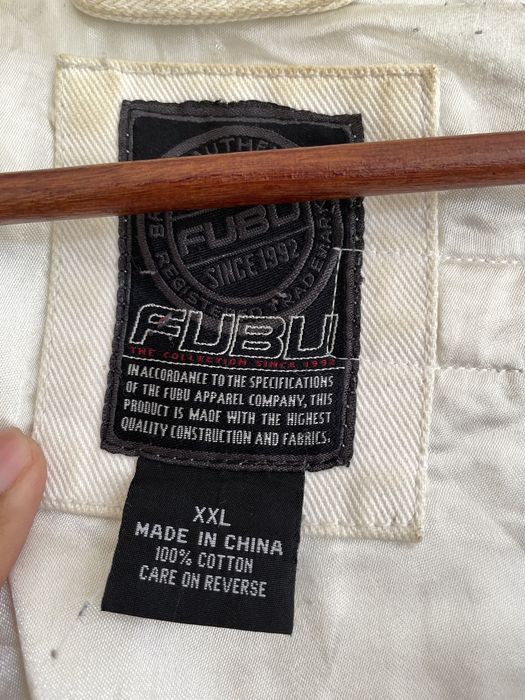 FUBU
SINCE 1992
FUBU
THE COLLECTION SINCE 1992
IN ACCORDANCE TO THE SPECIFICATIONS
OF THE FUBU APPAREL COMPANY, THIS
PRODUCT IS MADE WITH THE HIGHEST
QUALITY CONSTRUCTION AND FABRICS.
XXL
MADE IN CHINA
100% COTTON
CARE ON REVERSE